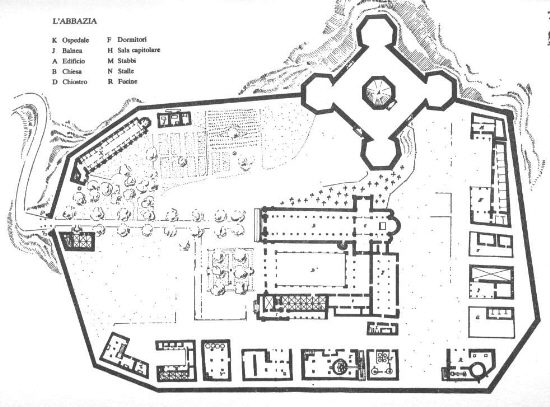 L'ABBAZIA
K Ospedale
J Balnea
A Edificio
B Chiesa
D Chiostro
F Dormitori
H Sala capitolare
M Stabbi
N Stalle
R Fucine